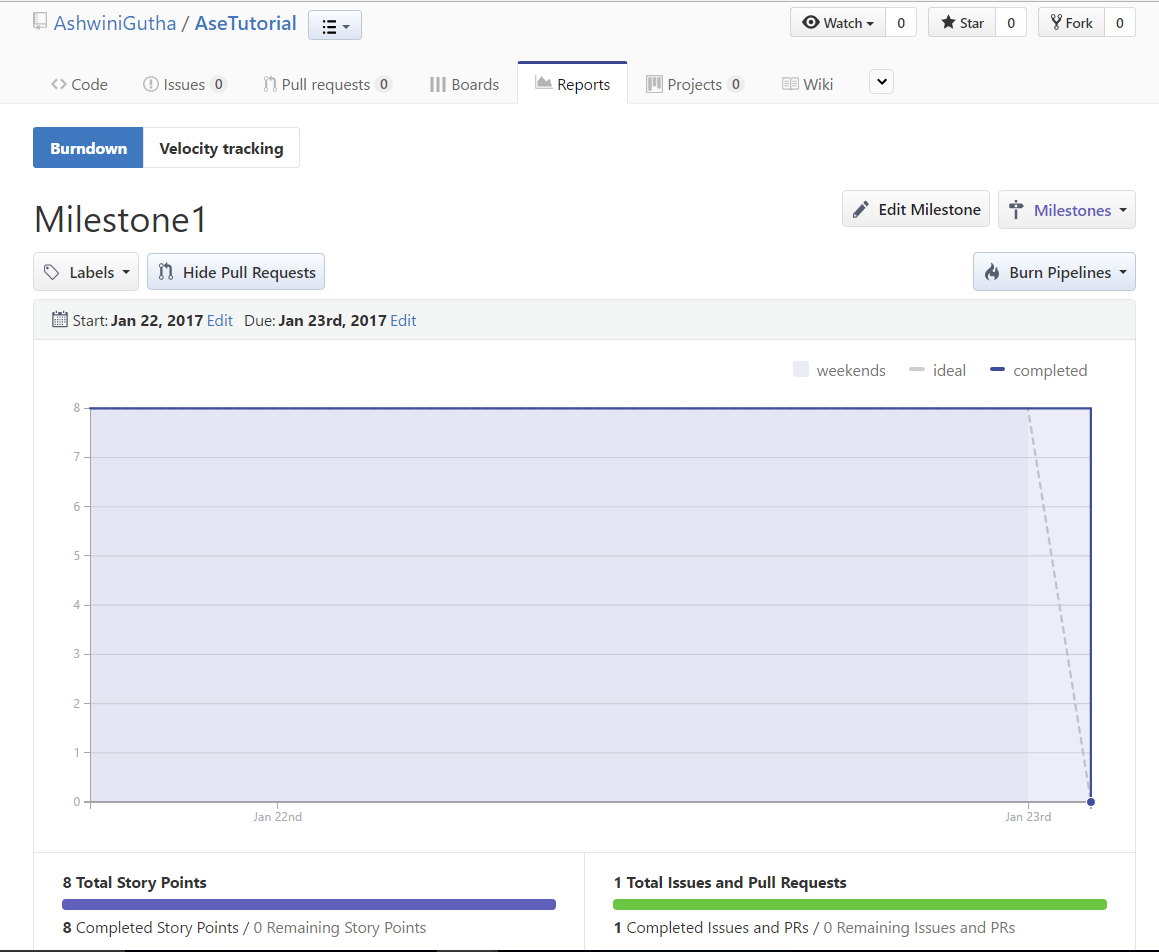 AshwiniGutha / AseTutorial
Watch 0 Star 0 Fork 0
Code Issues 0 Pull requests 0 Boards Reports Projects 0 Wiki
Burndown Velocity tracking
Milestone1
Edit Milestone Milestones
Labels Hide Pull Requests Burn Pipelines
Start: Jan 22, 2017 Edit Due: Jan 23rd, 2017 Edit
weekends ideal completed
8
7
6
5
4
3
2
1
0
Jan 22nd Jan 23rd
8 Total Story Points
8 Completed Story Points / 0 Remaining Story Points
1 Total Issues and Pull Requests
1 Completed Issues and PRs / 0 Remaining Issues and PRs